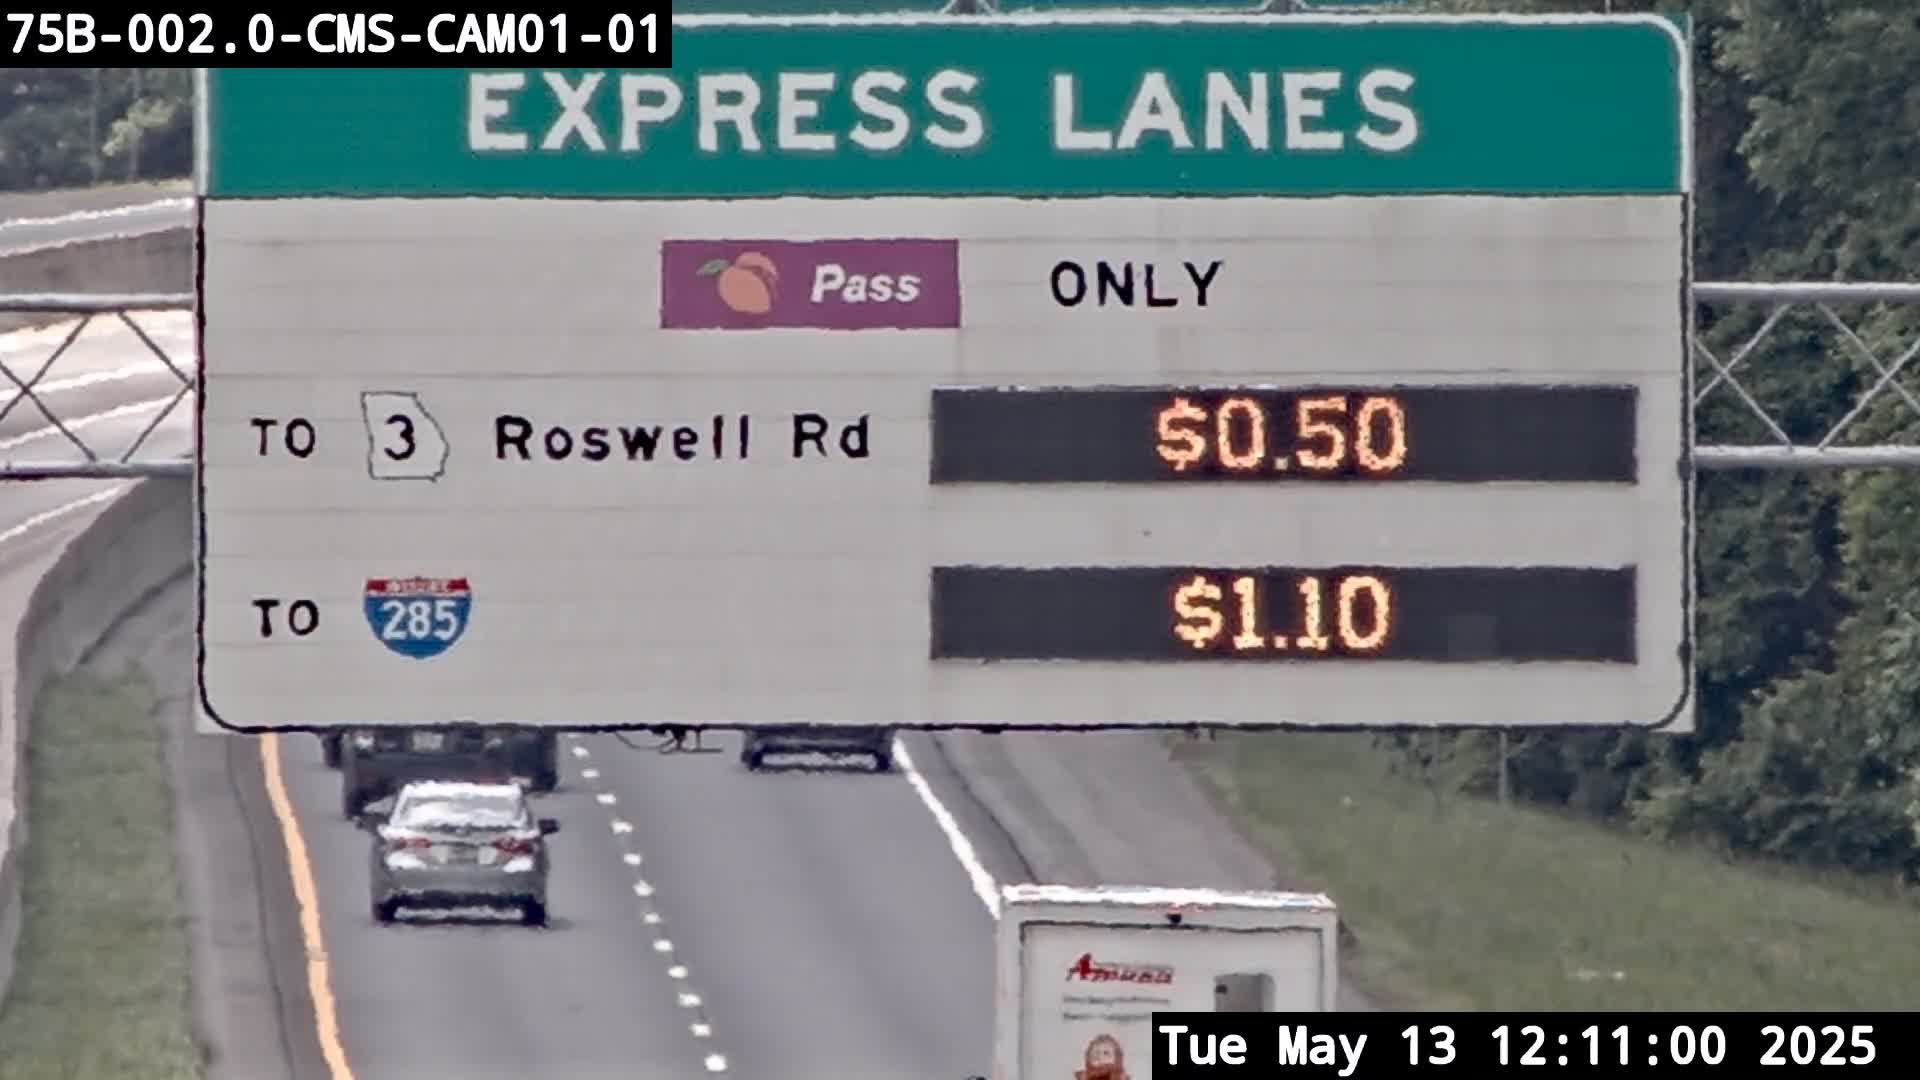 75B-002.0-CMS-CAM01-01
EXPRESS LANES
Pass ONLY
TO 3 Roswell Rd $0.50
TO 285 $1.10
Tue May 13 12:11:00 2025